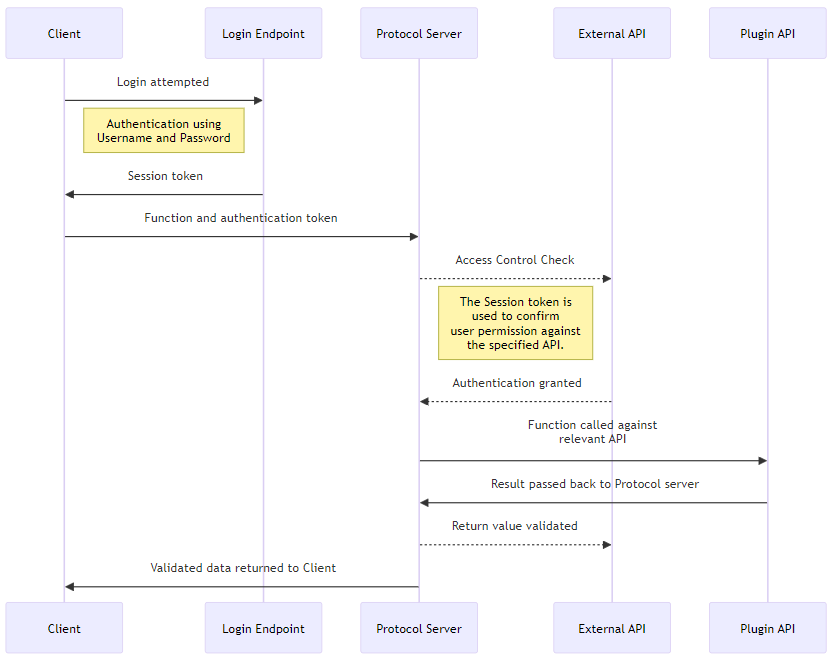 Client
Login Endpoint
Protocol Server
External API
Plugin API
Login attempted
Authentication using
Username and Password
Session token
Function and authentication token
Access Control Check
The Session token is
used to confirm
user permission against
the specified API.
Authentication granted
Function called against
relevant API
Result passed back to Protocol server
Return value validated
Validated data returned to Client
Client
Login Endpoint
Protocol Server
External API
Plugin API